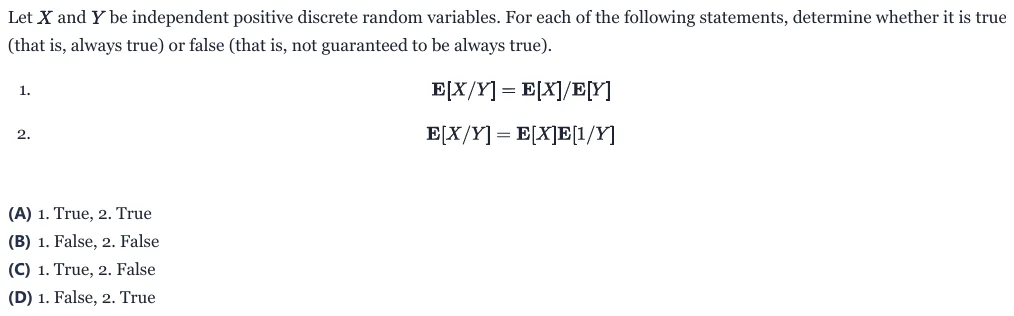 Let X and Y be independent positive discrete random variables. For each of the following statements, determine whether it is true
(that is, always true) or false (that is, not guaranteed to be always true).
1. E[X/Y] = E[X]/E[Y]
2. E[X/Y] = E[X]E[1/Y]
(A) 1. True, 2. True
(B) 1. False, 2. False
(C) 1. True, 2. False
(D) 1. False, 2. True